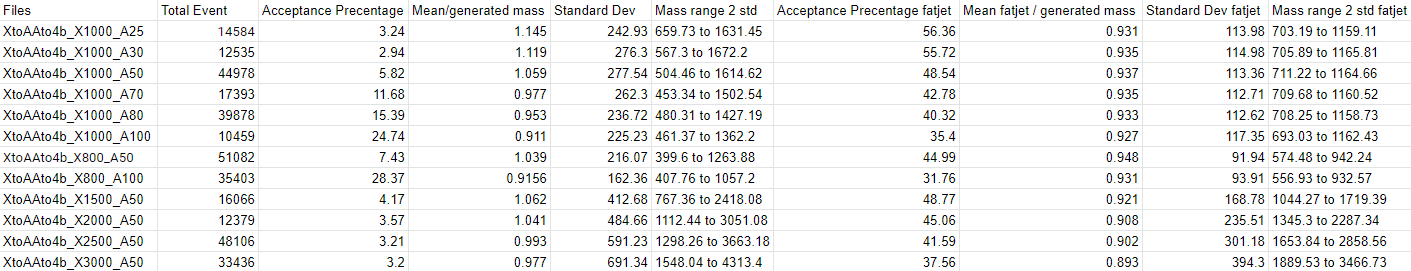 Files Total Event Acceptance Precentage Mean/generated mass Standard Dev Mass range 2 std Acceptance Precentage fatjet Mean fatjet / generated mass Standard Dev fatjet Mass range 2 std fatjet
XtoAAto4b_X1000_A25 14584 3.24 1.145 242.93 659.73 to 1631.45 56.36 0.931 113.98 703.19 to 1159.11
XtoAAto4b_X1000_A30 12535 2.94 1.119 276.3 567.3 to 1672.2 55.72 0.935 114.98 705.89 to 1165.81
XtoAAto4b_X1000_A50 44978 5.82 1.059 277.54 504.46 to 1614.62 48.54 0.937 113.36 711.22 to 1164.66
XtoAAto4b_X1000_A70 17393 11.68 0.977 262.3 453.34 to 1502.54 42.78 0.935 112.71 709.68 to 1160.52
XtoAAto4b_X1000_A80 39878 15.39 0.953 236.72 480.31 to 1427.19 40.32 0.933 112.62 708.25 to 1158.73
XtoAAto4b_X1000_A100 10459 24.74 0.911 225.23 461.37 to 1362.2 35.4 0.927 117.35 693.03 to 1162.43
XtoAAto4b_X800_A50 51082 7.43 1.039 216.07 399.6 to 1263.88 44.99 0.948 91.94 574.48 to 942.24
XtoAAto4b_X800_A100 35403 28.37 0.9156 162.36 407.76 to 1057.2 31.76 0.931 93.91 556.93 to 932.57
XtoAAto4b_X1500_A50 16066 4.17 1.062 412.68 767.36 to 2418.08 48.77 0.921 168.78 1044.27 to 1719.39
XtoAAto4b_X2000_A50 12379 3.57 1.041 484.66 1112.44 to 3051.08 45.06 0.908 235.51 1345.3 to 2287.34
XtoAAto4b_X2500_A50 48106 3.21 0.993 591.23 1298.26 to 3663.18 41.59 0.902 301.18 1653.84 to 2858.56
XtoAAto4b_X3000_A50 33436 3.2 0.977 691.34 1548.04 to 4313.4 37.56 0.893 394.3 1889.53 to 3466.73